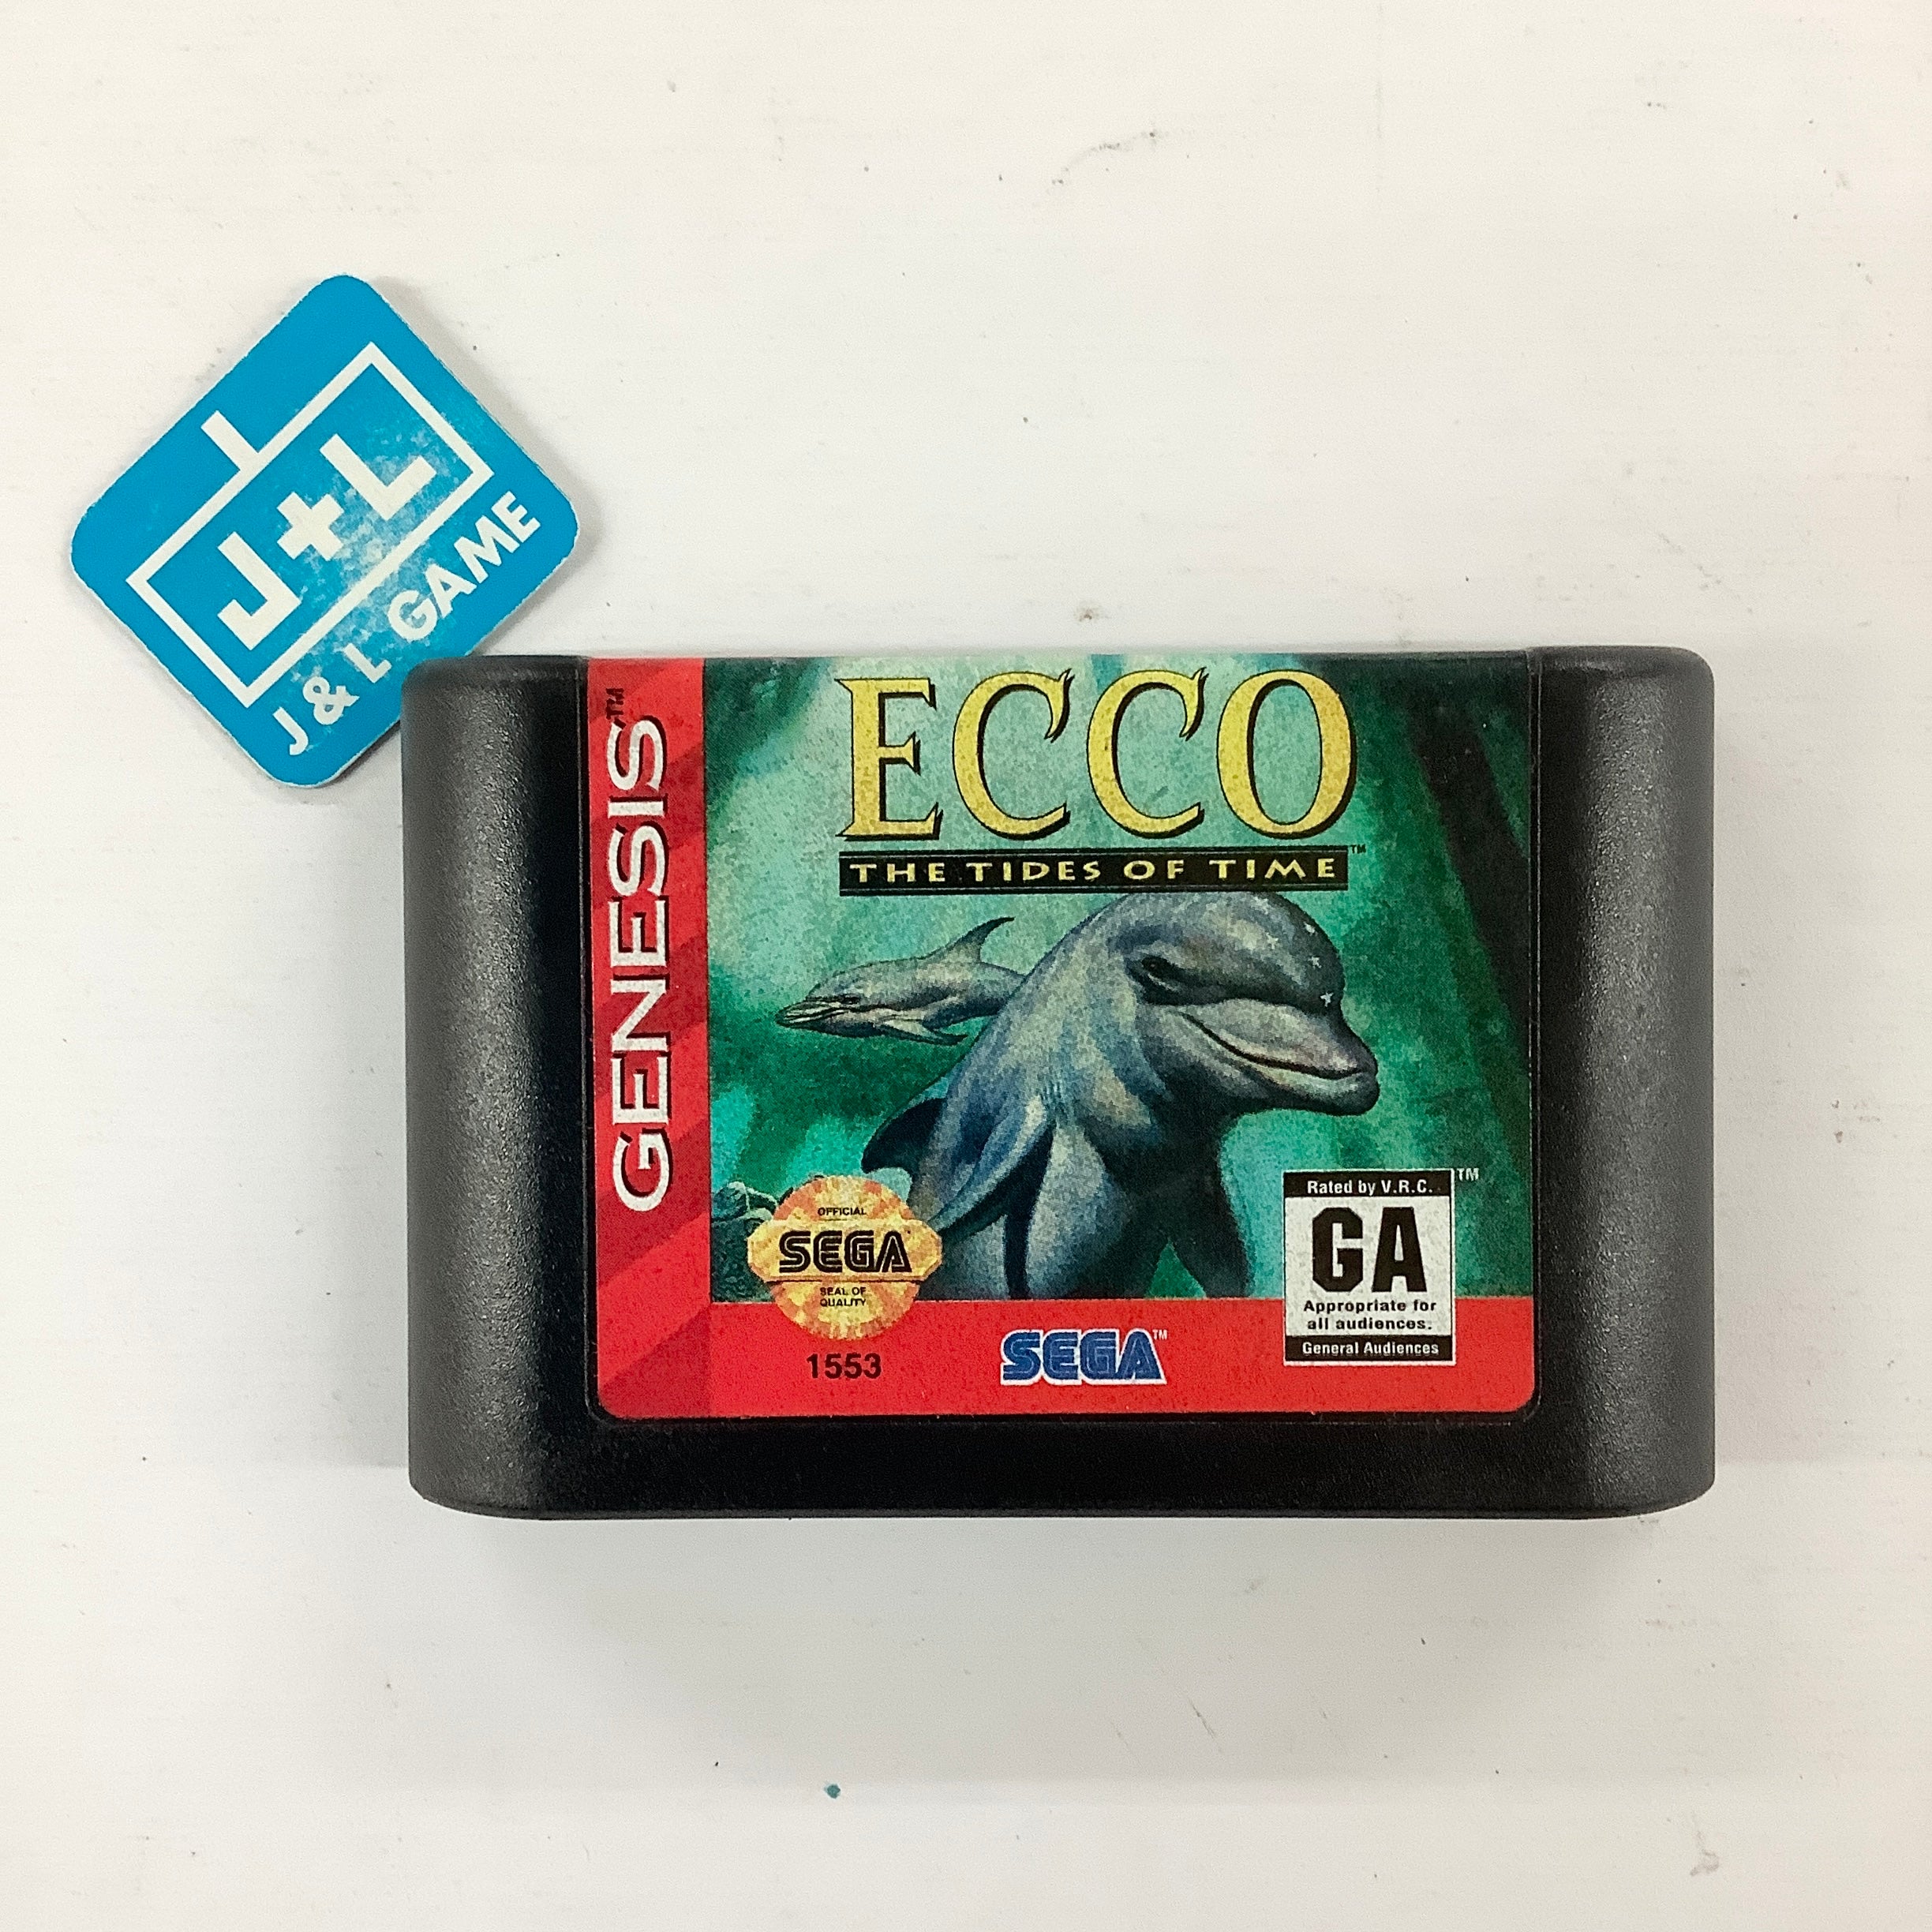 J+L
J & L GAME
GENESIS™
ECCO
THE TIDES OF TIME™
OFFICIAL
SEGA
SEAL OF
QUALITY
1553
SEGA™
Rated by V.R.C. ™
GA
Appropriate for
all audiences.
General Audiences